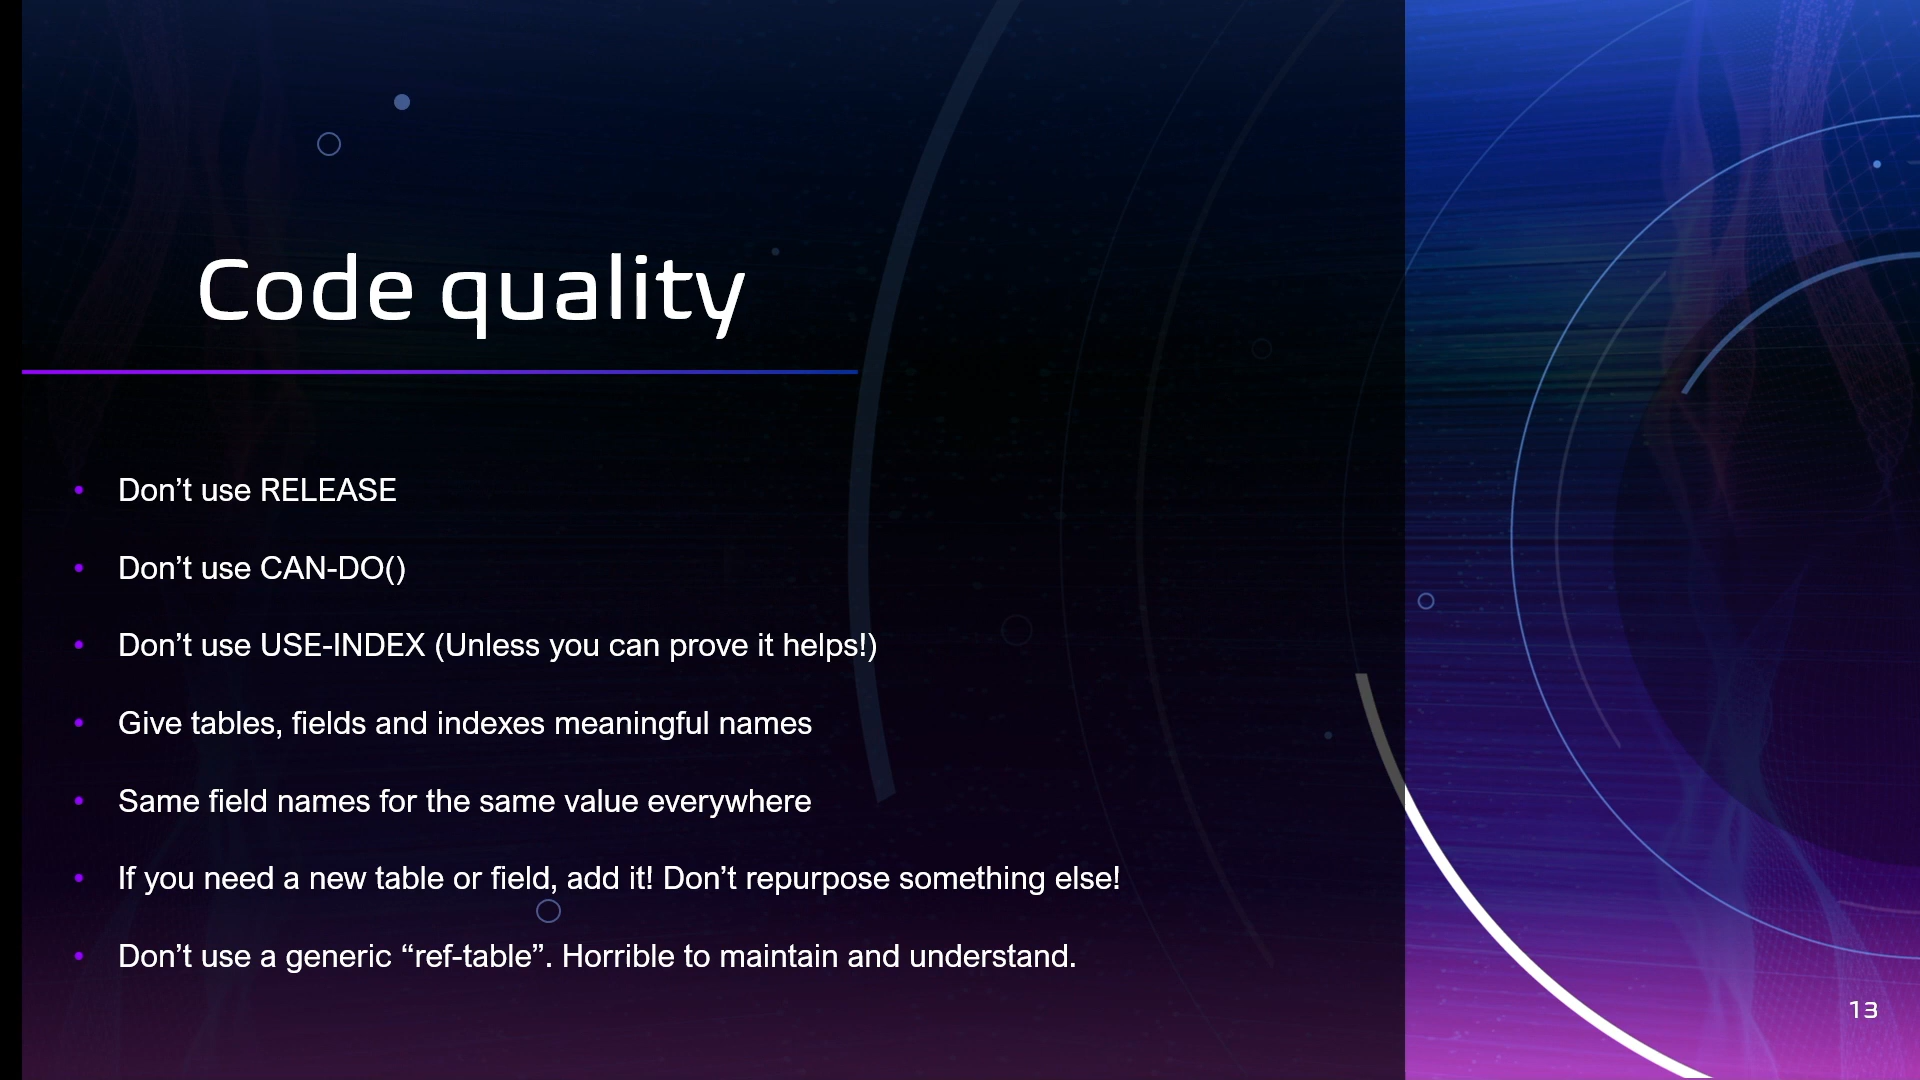 Code quality
• Don’t use RELEASE
• Don’t use CAN-DO()
• Don’t use USE-INDEX (Unless you can prove it helps!)
• Give tables, fields and indexes meaningful names
• Same field names for the same value everywhere
• If you need a new table or field, add it! Don’t repurpose something else!
• Don’t use a generic “ref-table”. Horrible to maintain and understand.
13